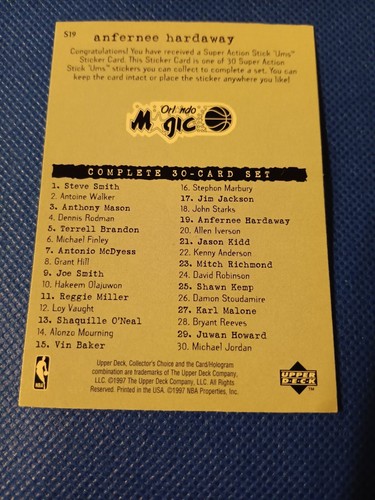 S19
anfernee hardaway
Congratulations! You have received a Super Action Stick 'Ums™
Sticker Card. This Sticker Card is one of 30 Super Action
Stick 'Ums™ stickers you can collect to complete a set. You can
keep the card intact or place the sticker anywhere you like!
Orlando
Magic
COMPLETE 30-CARD SET
1. Steve Smith
2. Antoine Walker
3. Anthony Mason
4. Dennis Rodman
5. Terrell Brandon
6. Michael Finley
7. Antonio McDyess
8. Grant Hill
9. Joe Smith
10. Hakeem Olajuwon
11. Reggie Miller
12. Loy Vaught
13. Shaquille O'Neal
14. Alonzo Mourning
15. Vin Baker
16. Stephon Marbury
17. Jim Jackson
18. John Starks
19. Anfernee Hardaway
20. Allen Iverson
21. Jason Kidd
22. Kenny Anderson
23. Mitch Richmond
24. David Robinson
25. Shawn Kemp
26. Damon Stoudamire
27. Karl Malone
28. Bryant Reeves
29. Juwan Howard
30. Michael Jordan
Upper Deck, Collector's Choice and the Card/Hologram
combination are trademarks of The Upper Deck Company,
LLC. ©1997 The Upper Deck Company, LLC. All Rights
Reserved. Printed in the USA. ©1997 NBA Properties, Inc.
NBA
UPPER
DECK
TM